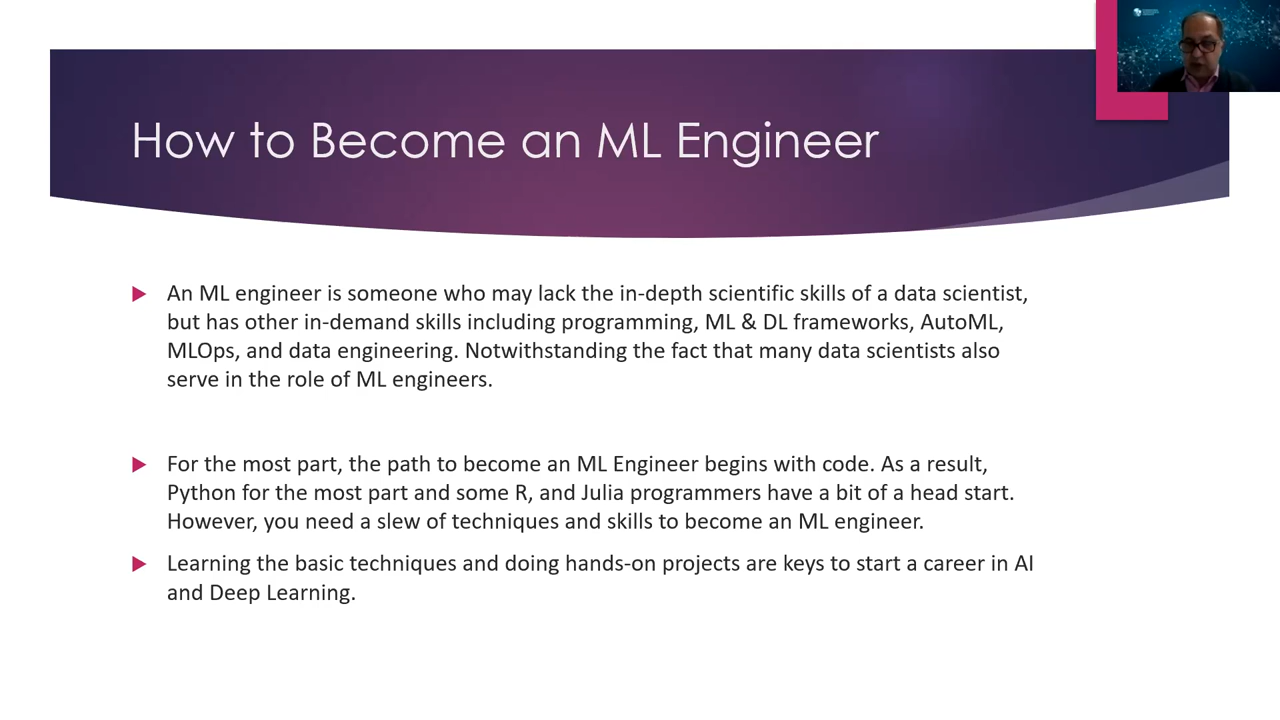 How to Become an ML Engineer
An ML engineer is someone who may lack the in-depth scientific skills of a data scientist,
but has other in-demand skills including programming, ML & DL frameworks, AutoML,
MLOps, and data engineering. Notwithstanding the fact that many data scientists also
serve in the role of ML engineers.
For the most part, the path to become an ML Engineer begins with code. As a result,
Python for the most part and some R, and Julia programmers have a bit of a head start.
However, you need a slew of techniques and skills to become an ML engineer.
Learning the basic techniques and doing hands-on projects are keys to start a career in AI
and Deep Learning.